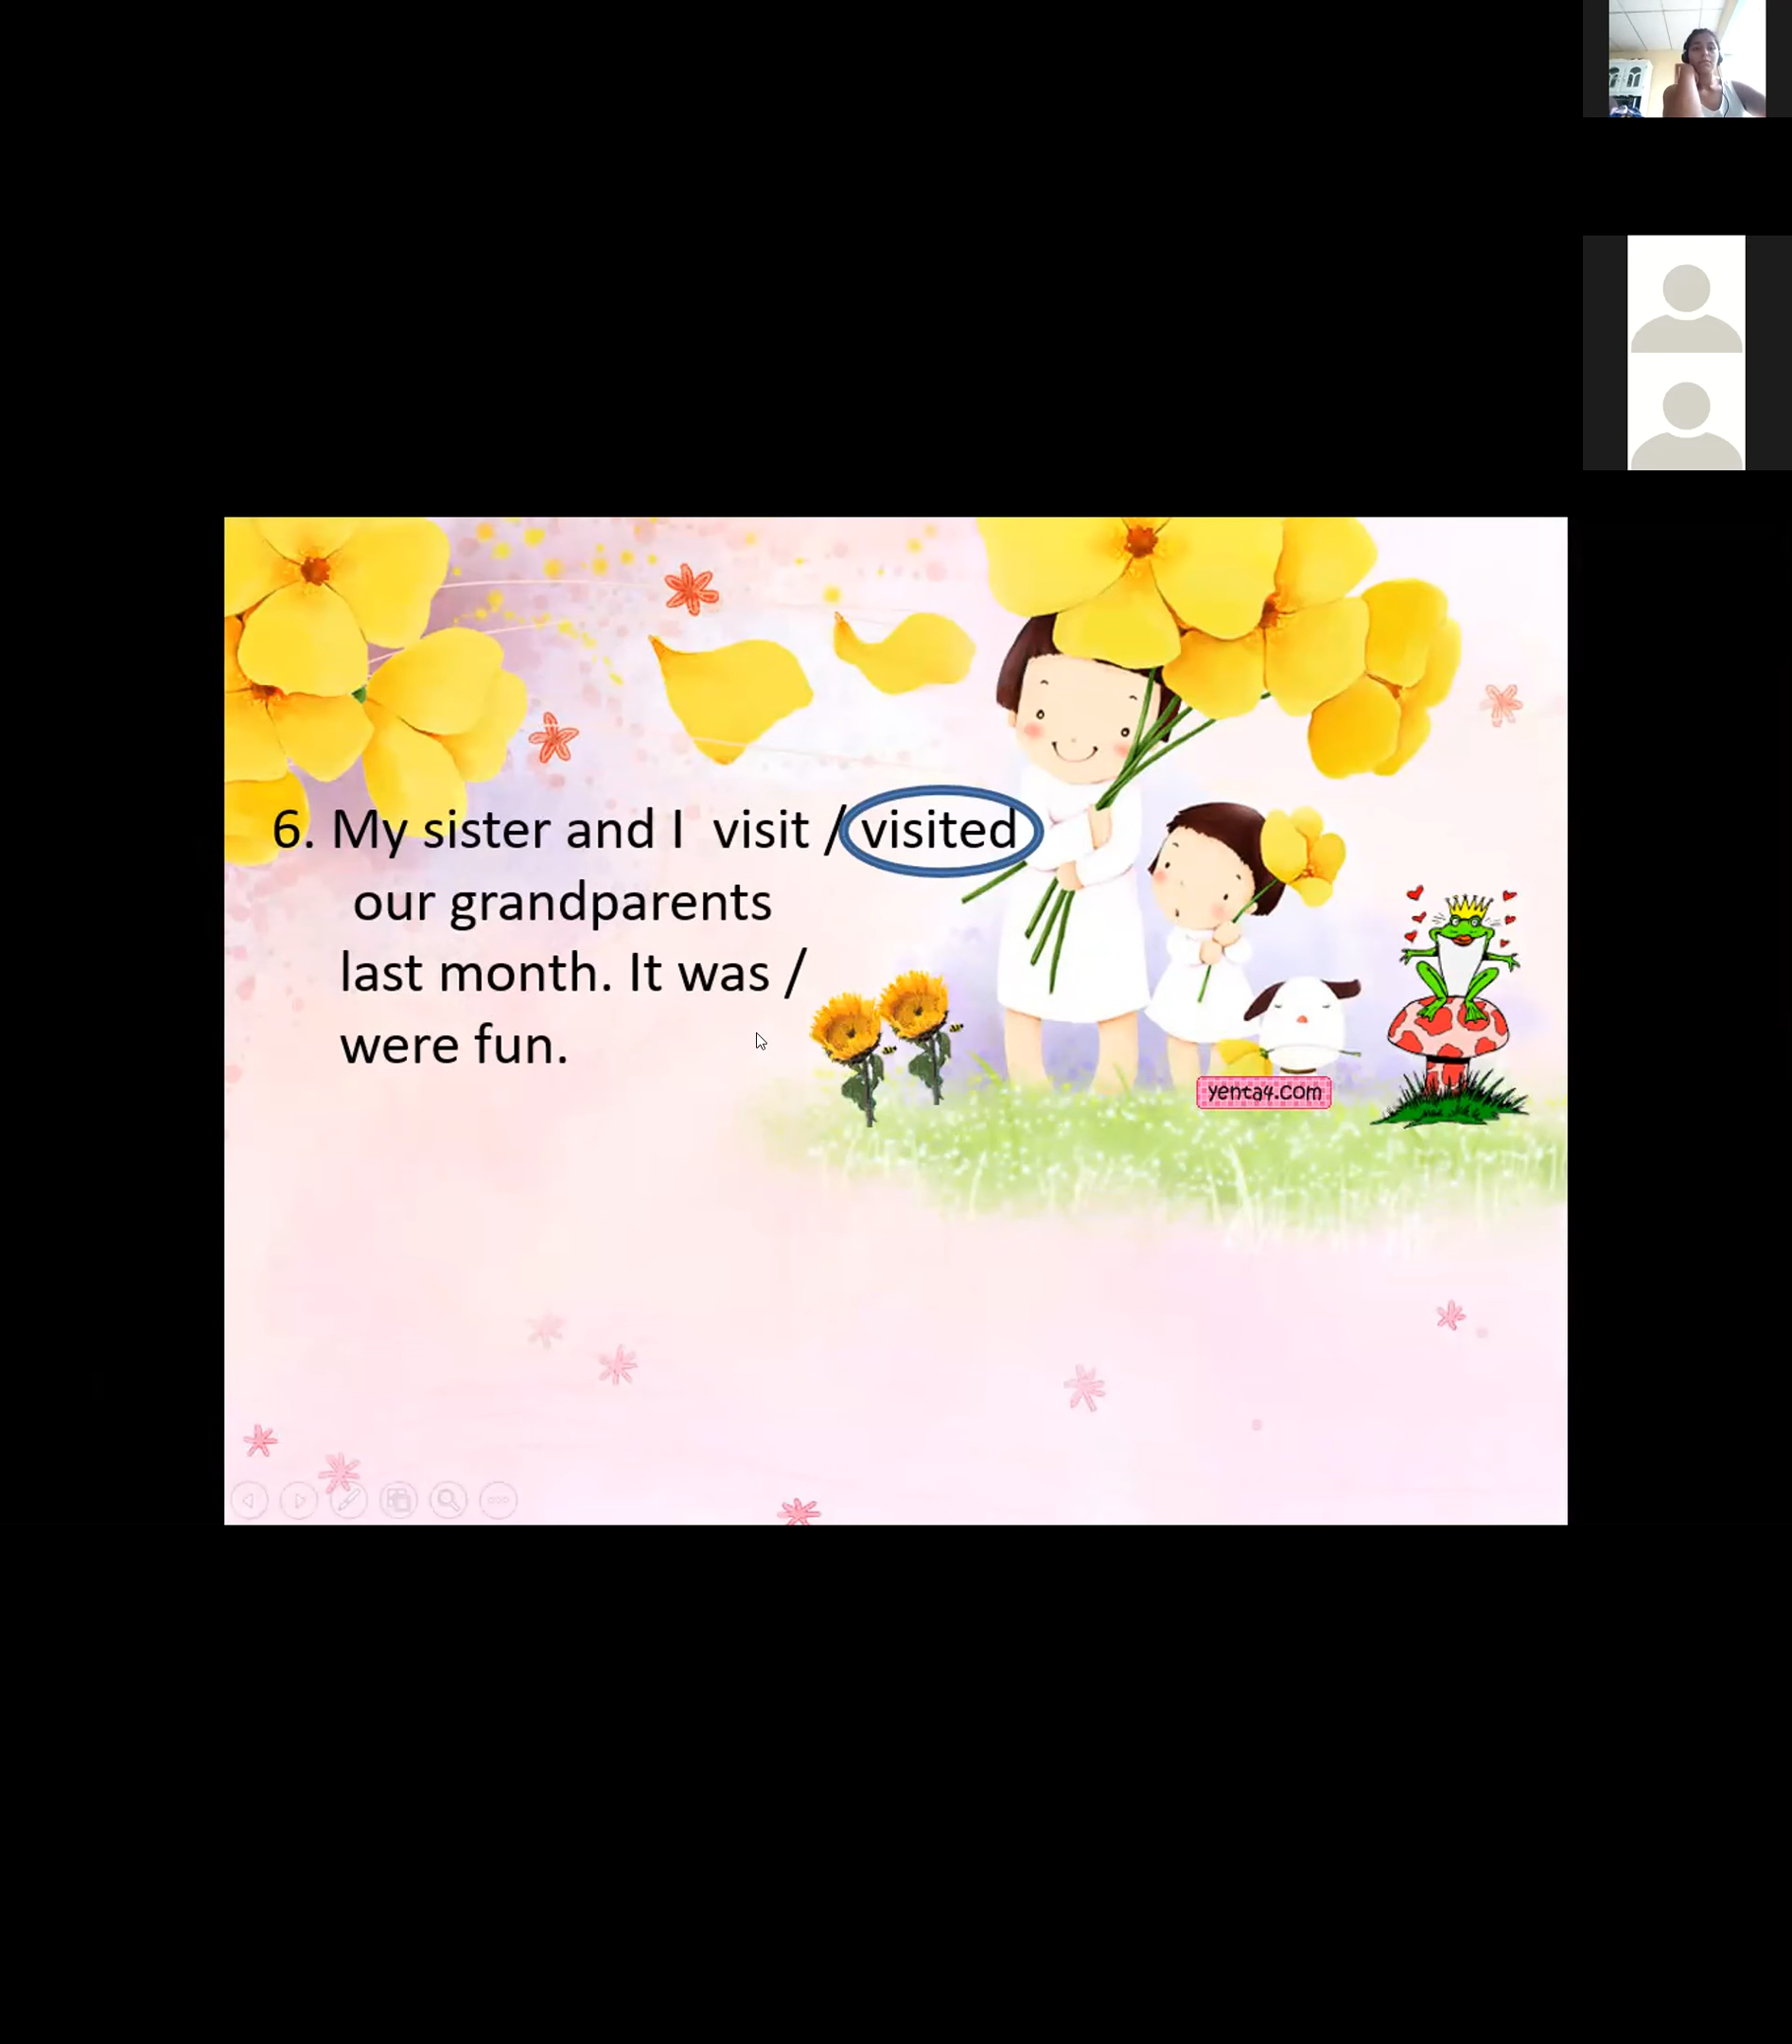 6. My sister and I visit / visited
our grandparents
last month. It was /
were fun.
yenta4.com